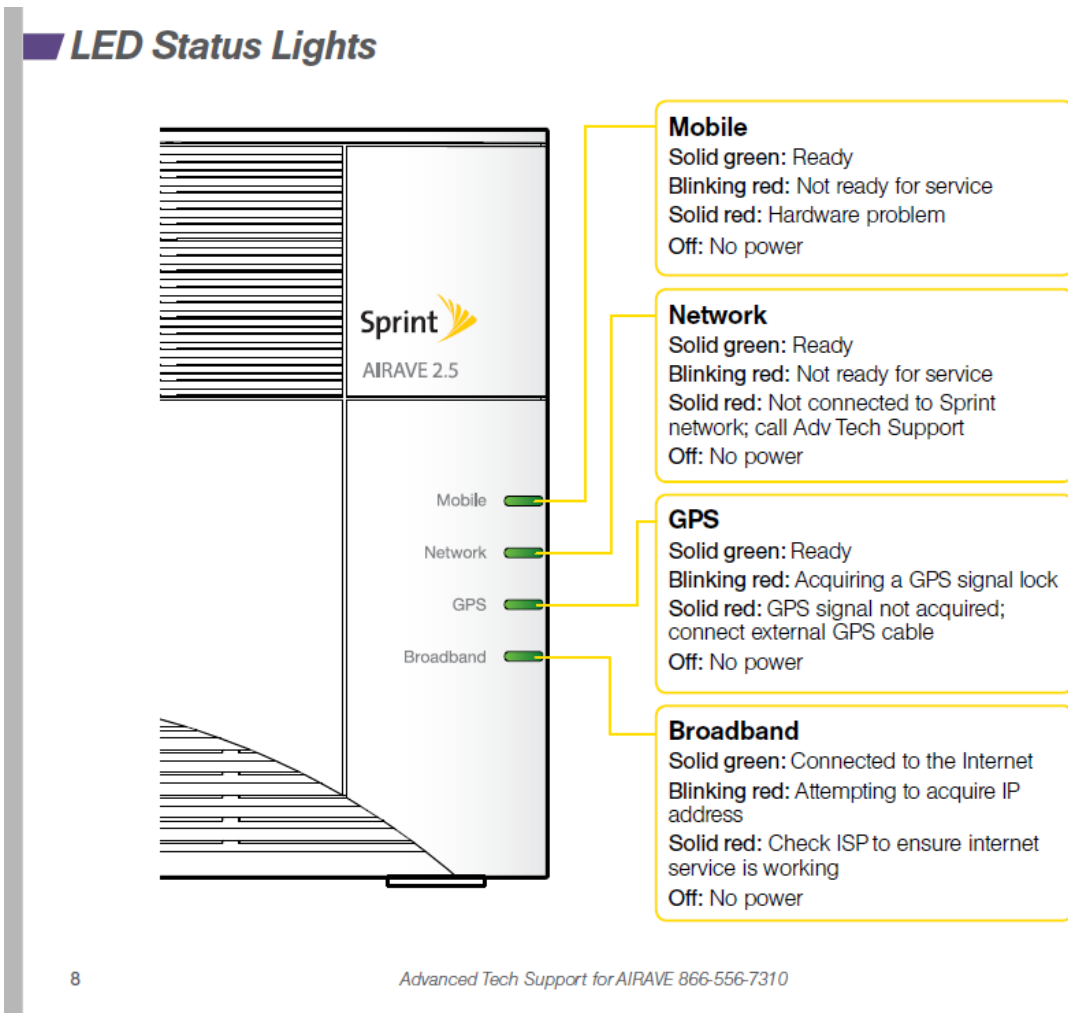 LED Status Lights
Sprint
AIRAVE 2.5
Mobile
Network
GPS
Broadband
Mobile
Solid green: Ready
Blinking red: Not ready for service
Solid red: Hardware problem
Off: No power
Network
Solid green: Ready
Blinking red: Not ready for service
Solid red: Not connected to Sprint
network; call Adv Tech Support
Off: No power
GPS
Solid green: Ready
Blinking red: Acquiring a GPS signal lock
Solid red: GPS signal not acquired;
connect external GPS cable
Off: No power
Broadband
Solid green: Connected to the Internet
Blinking red: Attempting to acquire IP
address
Solid red: Check ISP to ensure internet
service is working
Off: No power
8
Advanced Tech Support for AIRAVE 866-556-7310